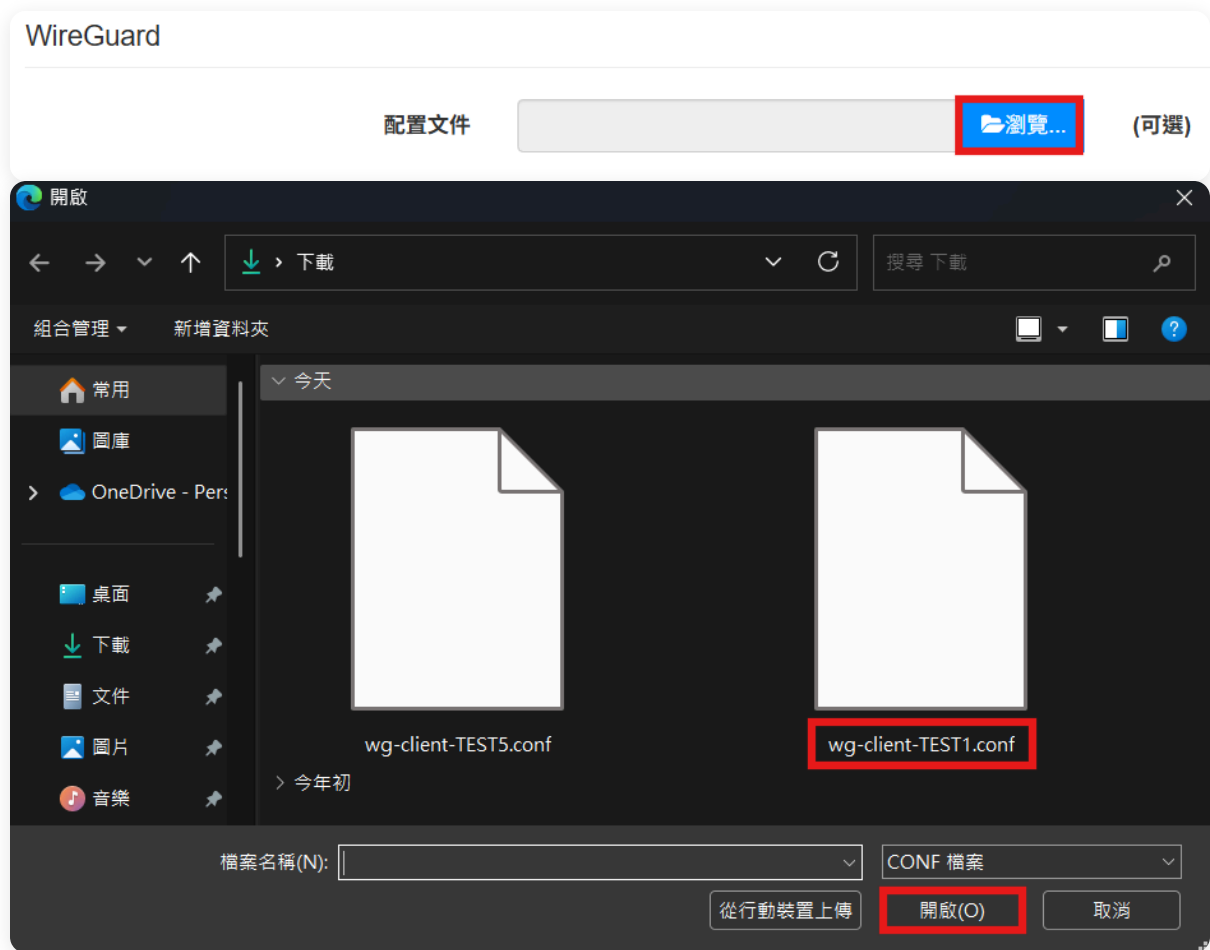 WireGuard
配置文件 瀏覽... (可選)
開啟
下載 搜尋 下載
組合管理 新增資料夾
常用
圖庫
OneDrive - Pers
桌面
下載
文件
圖片
音樂
今天
wg-client-TEST5.conf wg-client-TEST1.conf
今年初
檔案名稱(N): CONF 檔案
從行動裝置上傳 開啟(O) 取消